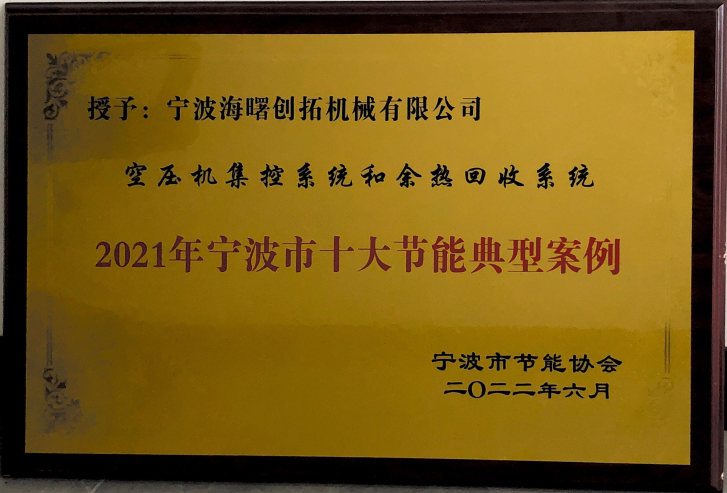 授予：宁波海曙创拓机械有限公司
空压机集控系统和余热回收系统
2021年宁波市十大节能典型案例
宁波市节能协会
二〇二二年六月